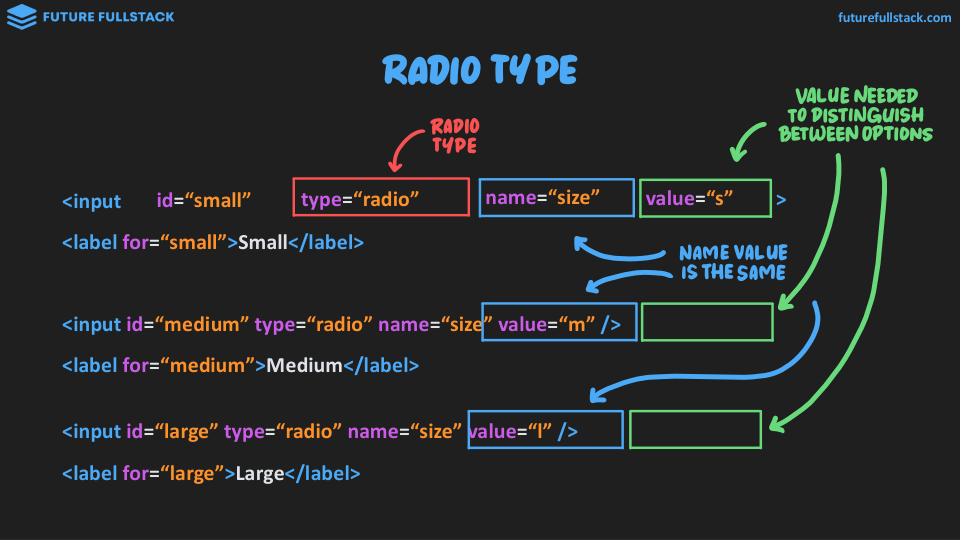 FUTURE FULLSTACK
futurefullstack.com
RADIO TYPE
VALUE NEEDED
TO DISTINGUISH
BETWEEN OPTIONS
RADIO
TYPE
<input id=“small” type=“radio” name=“size” value=“s” >
<label for=“small”>Small</label>
NAME VALUE
IS THE SAME
<input id=“medium” type=“radio” name=“size” value=“m” />
<label for=“medium”>Medium</label>
<input id=“large” type=“radio” name=“size” value=“l” />
<label for=“large”>Large</label>